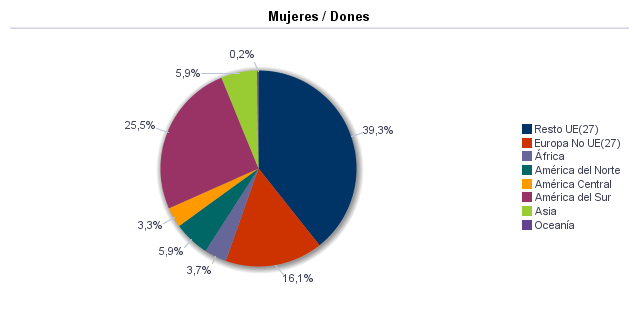 Mujeres / Dones
0,2%
5,9%
39,3%
25,5%
3,3%
5,9%
3,7%
16,1%
Resto UE(27)
Europa No UE(27)
África
América del Norte
América Central
América del Sur
Asia
Oceanía